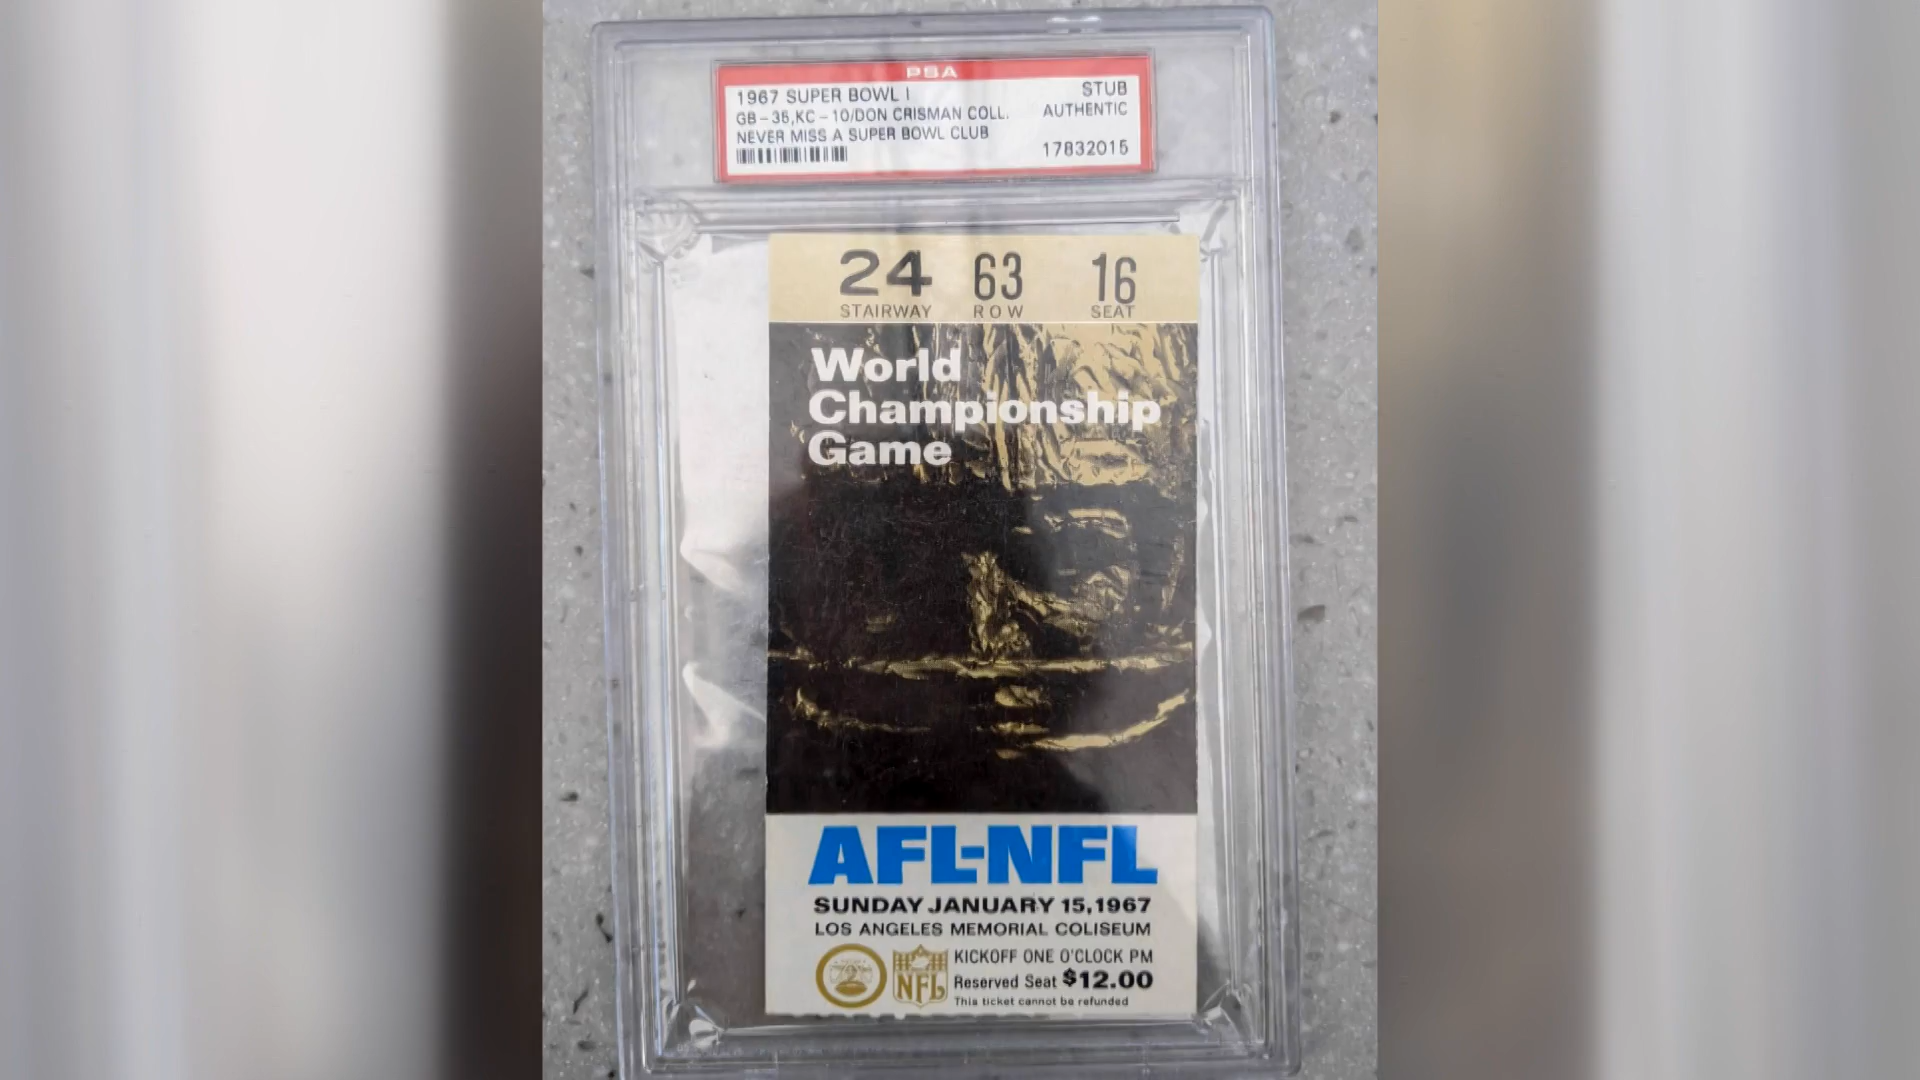 PSA
1967 SUPER BOWL I STUB
GB-35,KC-10/DON CRISMAN COLL. AUTHENTIC
NEVER MISS A SUPER BOWL CLUB
17832015
24 63 16
STAIRWAY ROW SEAT
World
Championship
Game
AFL-NFL
SUNDAY JANUARY 15, 1967
LOS ANGELES MEMORIAL COLISEUM
KICKOFF ONE O'CLOCK PM
NFL
Reserved Seat $12.00
This ticket cannot be refunded